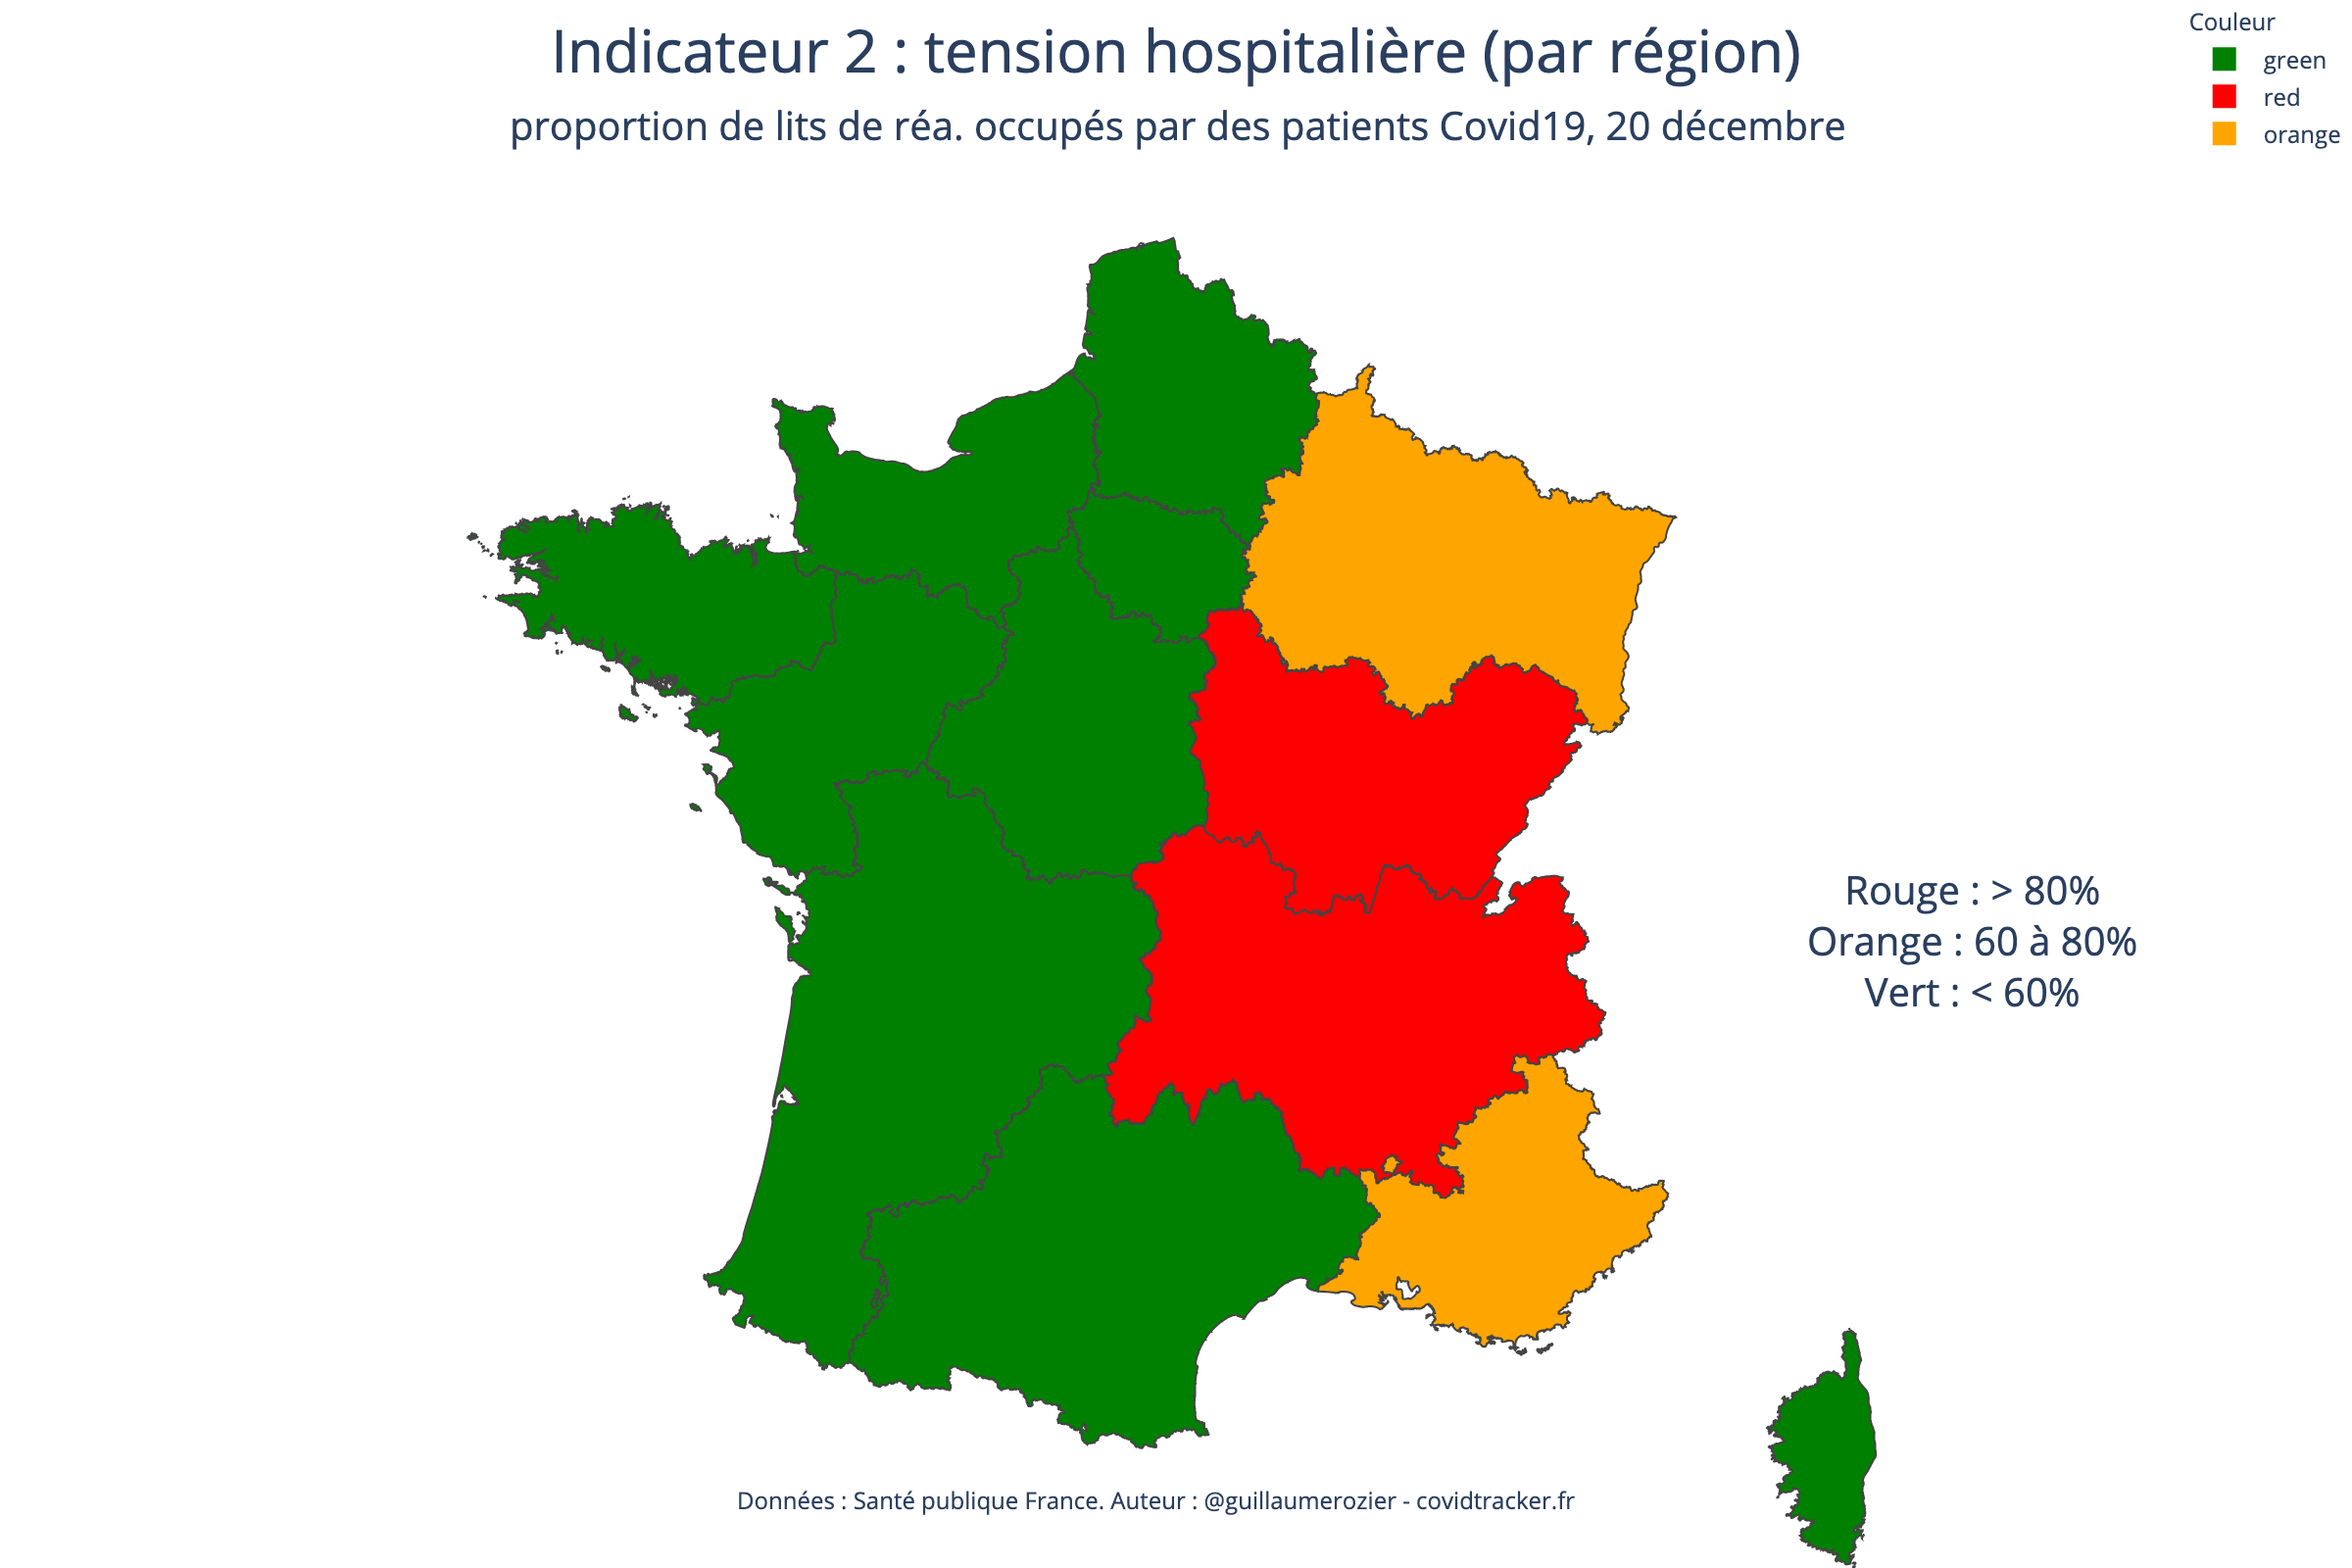 Indicateur 2 : tension hospitalière (par région)
proportion de lits de réa. occupés par des patients Covid19, 20 décembre
Couleur
green
red
orange
Rouge : > 80%
Orange : 60 à 80%
Vert : < 60%
Données : Santé publique France. Auteur : @guillaumerozier - covidtracker.fr